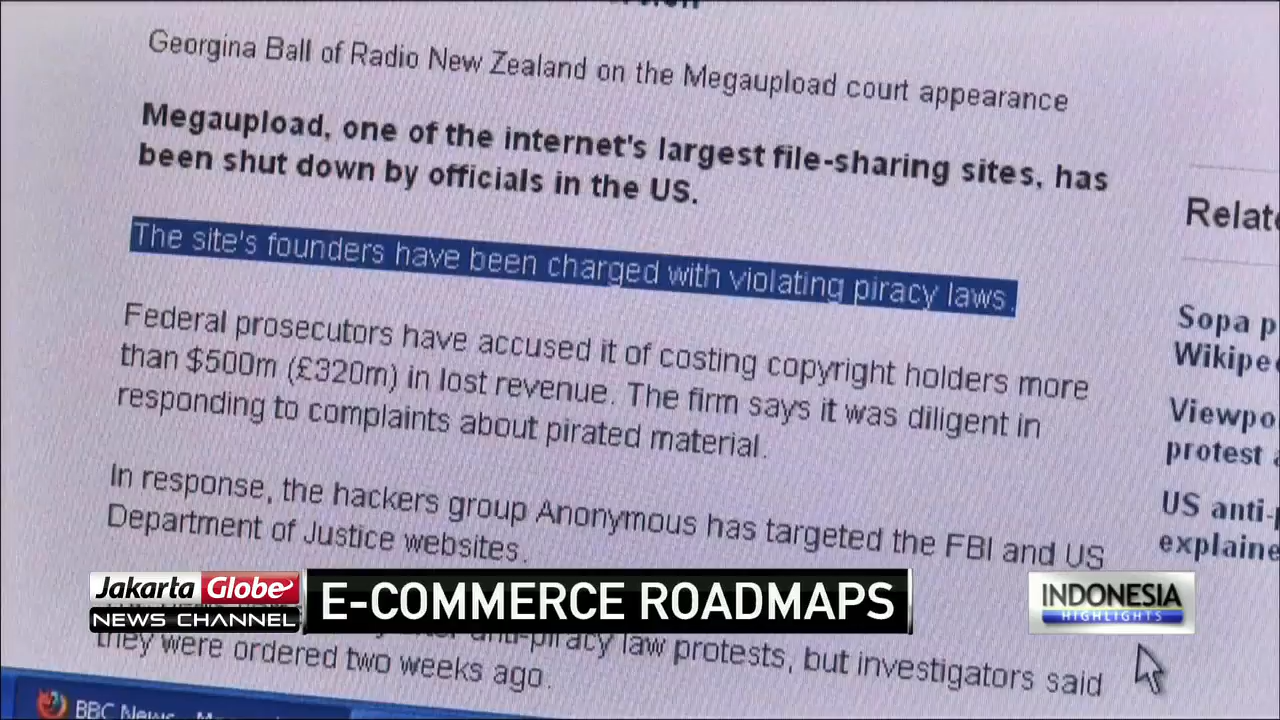 Georgina Ball of Radio New Zealand on the Megaupload court appearance
Megaupload, one of the internet's largest file-sharing sites, has
been shut down by officials in the US.
The site's founders have been charged with violating piracy laws.
Federal prosecutors have accused it of costing copyright holders more
than $500m (£320m) in lost revenue. The firm says it was diligent in
responding to complaints about pirated material.
In response, the hackers group Anonymous has targeted the FBI and US
Department of Justice websites.
anti-piracy law protests, but investigators said
they were ordered two weeks ago.
Relat
Sopa p
Wikipe
Viewpo
protest
US anti-
explaine
Jakarta Globe
NEWS CHANNEL
E-COMMERCE ROADMAPS
INDONESIA
HIGHLIGHTS
BBC News